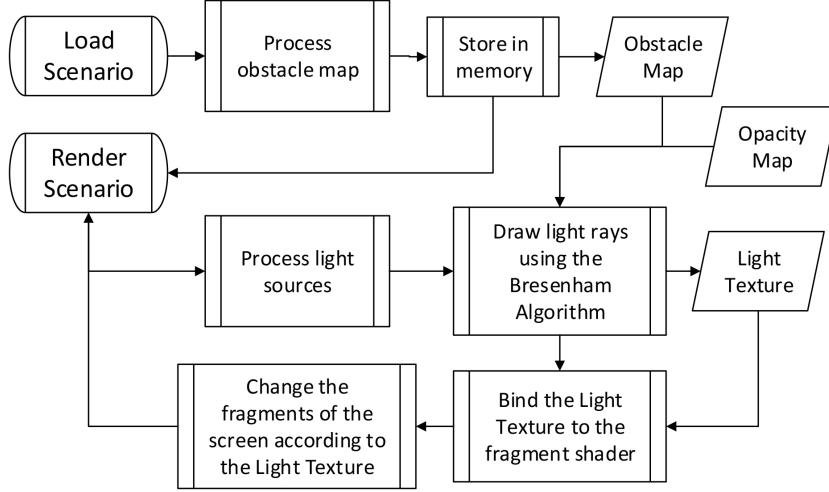 Load
Scenario
Process
obstacle map
Store in
memory
Obstacle
Map
Opacity
Map
Render
Scenario
Process light
sources
Draw light rays
using the
Bresenham
Algorithm
Light
Texture
Change the
fragments of the
screen according to
the Light Texture
Bind the Light
Texture to the
fragment shader